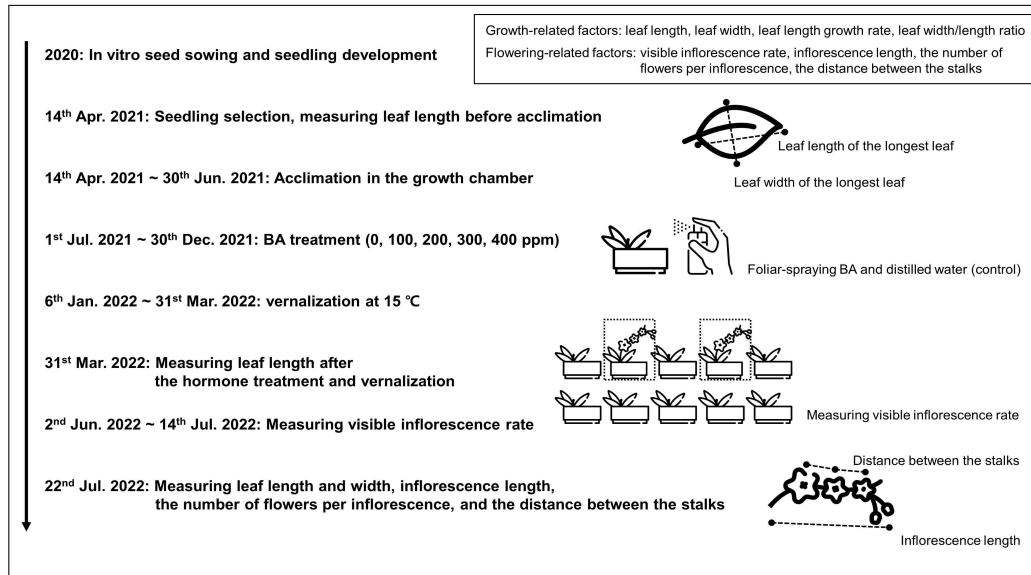 Growth-related factors: leaf length, leaf width, leaf length growth rate, leaf width/length ratio
Flowering-related factors: visible inflorescence rate, inflorescence length, the number of
flowers per inflorescence, the distance between the stalks
2020: In vitro seed sowing and seedling development
14th Apr. 2021: Seedling selection, measuring leaf length before acclimation
Leaf length of the longest leaf
Leaf width of the longest leaf
14th Apr. 2021 ~ 30th Jun. 2021: Acclimation in the growth chamber
1st Jul. 2021 ~ 30th Dec. 2021: BA treatment (0, 100, 200, 300, 400 ppm)
Foliar-spraying BA and distilled water (control)
6th Jan. 2022 ~ 31st Mar. 2022: vernalization at 15 ℃
31st Mar. 2022: Measuring leaf length after
the hormone treatment and vernalization
Measuring visible inflorescence rate
2nd Jun. 2022 ~ 14th Jul. 2022: Measuring visible inflorescence rate
Distance between the stalks
22nd Jul. 2022: Measuring leaf length and width, inflorescence length,
the number of flowers per inflorescence, and the distance between the stalks
Inflorescence length